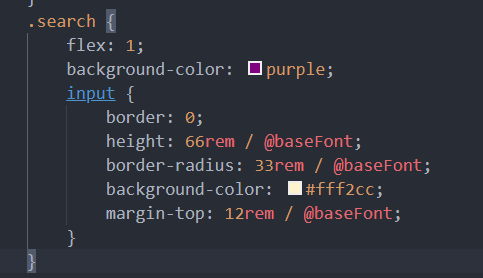 }
.search {
flex: 1;
background-color: purple;
input {
border: 0;
height: 66rem / @baseFont;
border-radius: 33rem / @baseFont;
background-color: #fff2cc;
margin-top: 12rem / @baseFont;
}
}